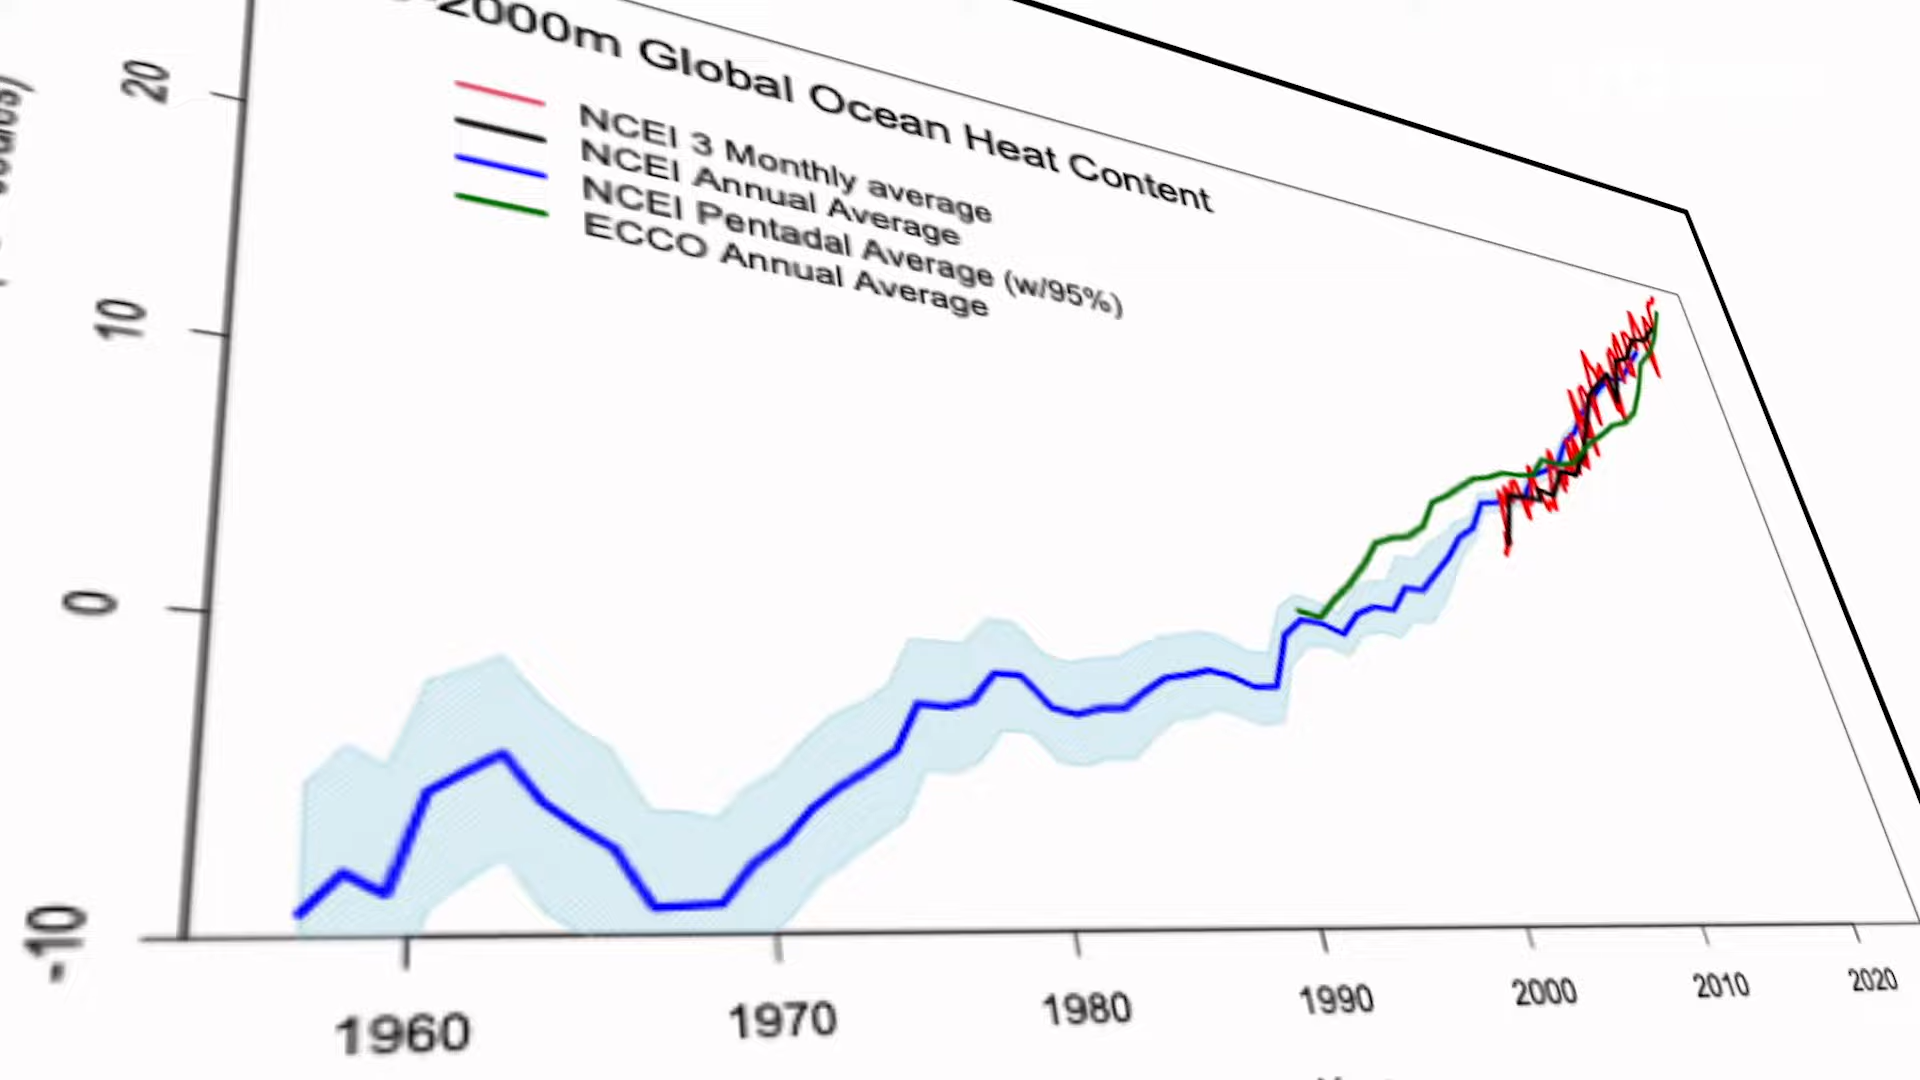 -2000m Global Ocean Heat Content
NCEI 3 Monthly average
NCEI Annual Average
NCEI Pentadal Average (w/95%)
ECCO Annual Average
20
10
0
-10
1960
1970
1980
1990
2000
2010
2020